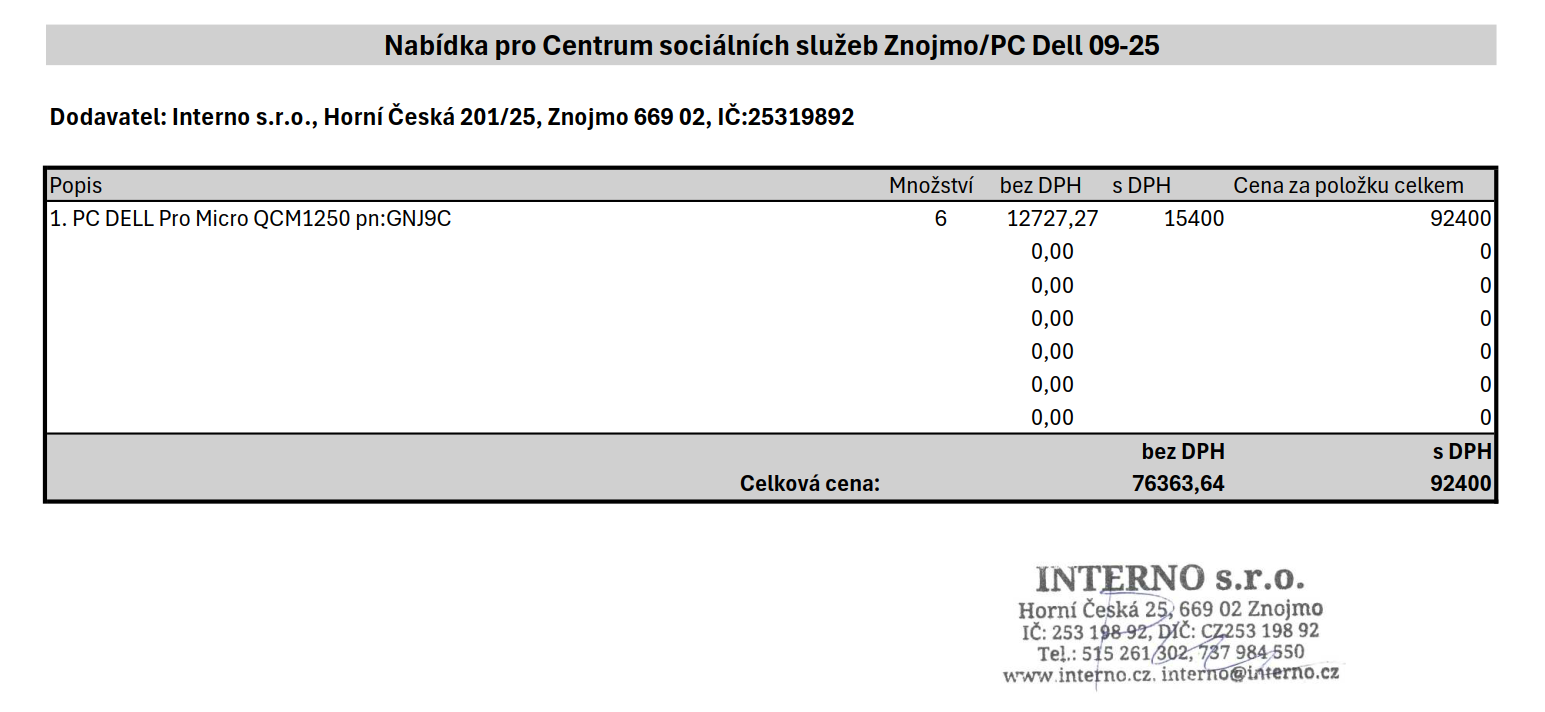 Nabídka pro Centrum sociálních služeb Znojmo/PC Dell 09-25
Dodavatel: Interno s.r.o., Horní Česká 201/25, Znojmo 669 02, IČ:25319892
Popis Množství bez DPH s DPH Cena za položku celkem
1. PC DELL Pro Micro QCM1250 pn:GNJ9C 6 12727,27 15400 92400
0,00 0
0,00 0
0,00 0
0,00 0
0,00 0
0,00 0
bez DPH s DPH
Celková cena: 76363,64 92400
INTERNO s.r.o.
Horní Česká 25, 669 02 Znojmo
IČ: 253 198 92, DIČ: CZ253 198 92
Tel.: 515 261 302, 737 984 550
www.interno.cz, interno@interno.cz